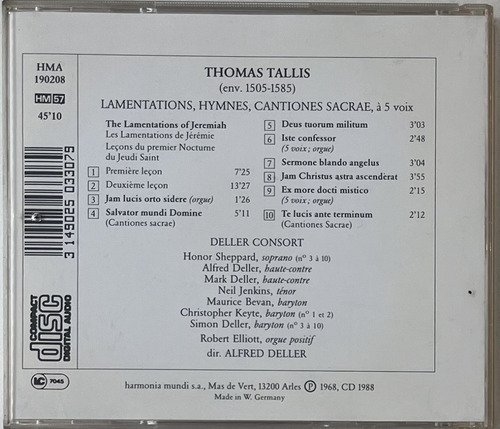 HMA
190208
HM 57
45'10
THOMAS TALLIS
(env. 1505-1585)
LAMENTATIONS, HYMNES, CANTIONES SACRAE, à 5 voix
The Lamentations of Jeremiah
Les Lamentations de Jérémie
Leçons du premier Nocturne
du Jeudi Saint
1 Première leçon 7'25
2 Deuxième leçon 13'27
3 Jam lucis orto sidere (orgue) 1'26
4 Salvator mundi Domine 5'11
(Cantiones sacrae)
5 Deus tuorum militum 3'03
6 Iste confessor 2'48
(5 voix ; orgue)
7 Sermone blando angelus 3'04
8 Jam Christus astra ascendérat 3'55
9 Ex more docti mistico 2'15
(5 voix ; orgue)
10 Te lucis ante terminum 2'12
(Cantiones Sacrae)
DELLER CONSORT
Honor Sheppard, soprano (nº 3 à 10)
Alfred Deller, haute-contre
Mark Deller, haute-contre
Neil Jenkins, ténor
Maurice Bevan, baryton
Christopher Keyte, baryton (nº 1 et 2)
Simon Deller, baryton (nº 3 à 10)
Robert Elliott, orgue positif
dir. ALFRED DELLER
3 149025 033079
COMPACT
disc
DIGITAL AUDIO
LC 7045
harmonia mundi s.a., Mas de Vert, 13200 Arles Ⓟ 1968, CD 1988
Made in W. Germany